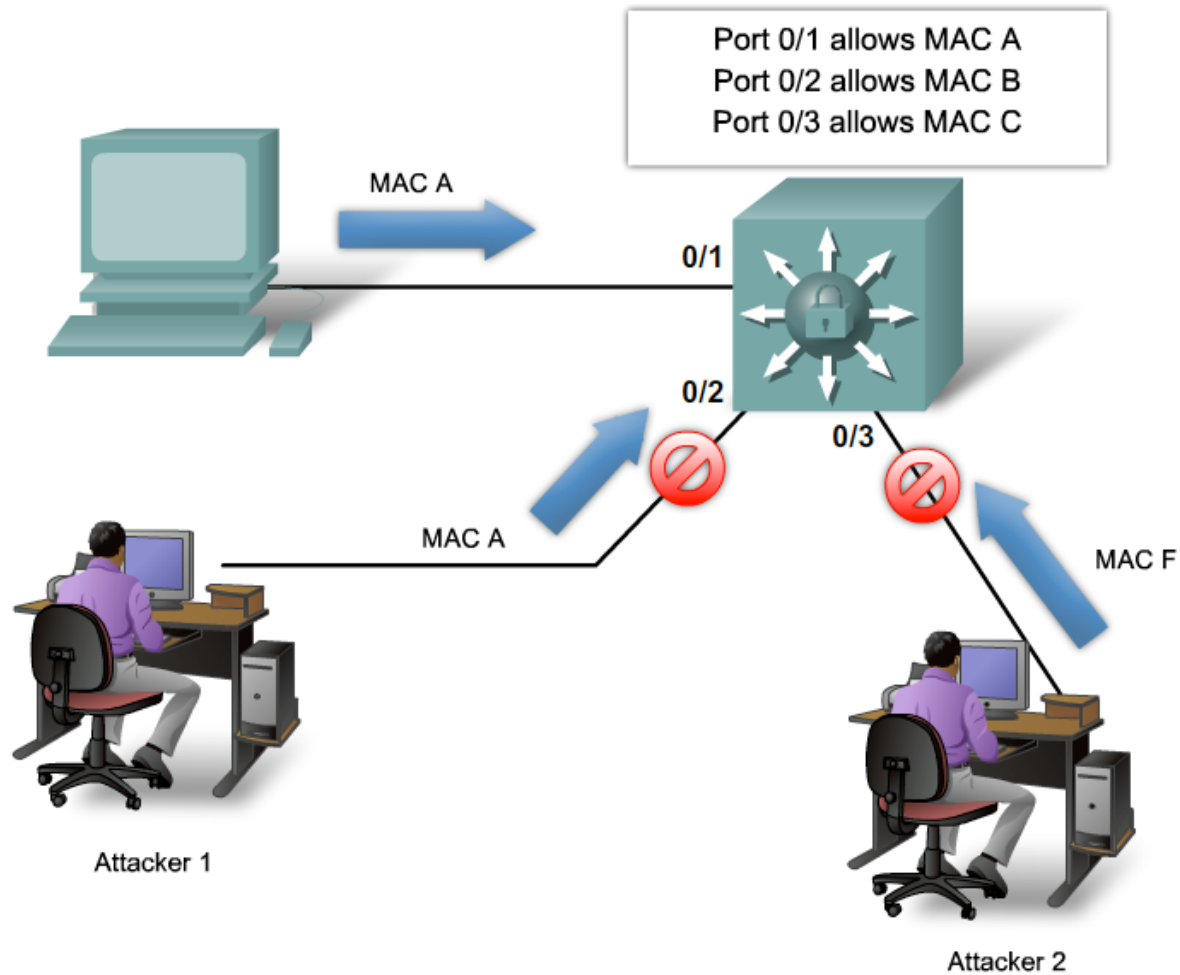 Port 0/1 allows MAC A
Port 0/2 allows MAC B
Port 0/3 allows MAC C
MAC A
0/1
0/2
0/3
MAC A
MAC F
Attacker 1
Attacker 2